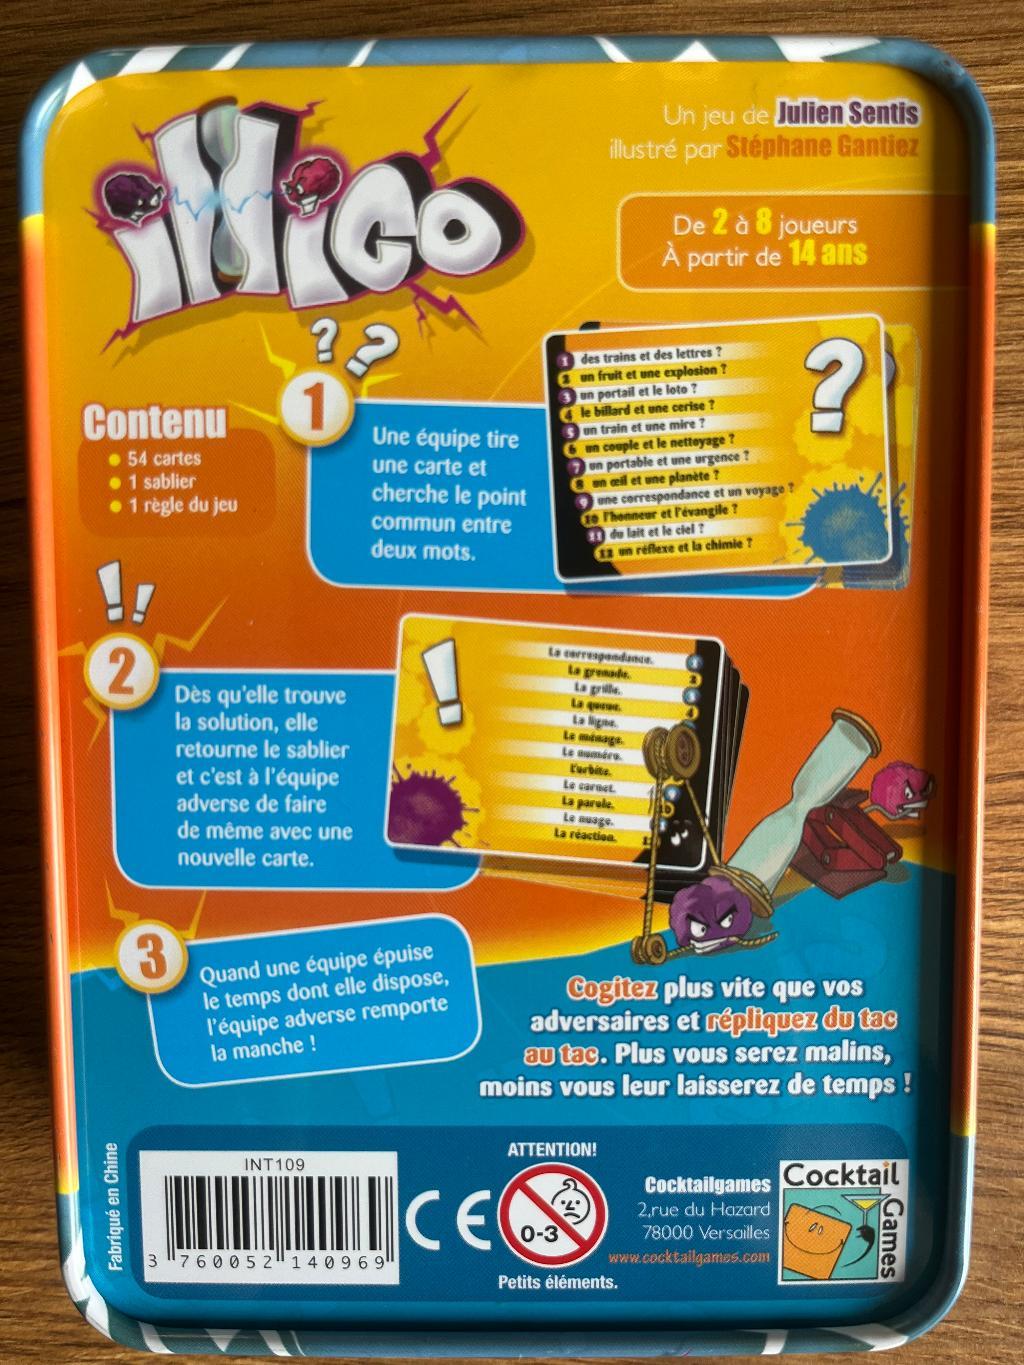 illico
Un jeu de Julien Sentis
illustré par Stéphane Gantiez
De 2 à 8 joueurs
À partir de 14 ans
Contenu
54 cartes
1 sablier
1 règle du jeu
??
1
Une équipe tire
une carte et
cherche le point
commun entre
deux mots.
1 des trains et des lettres ?
2 un fruit et une explosion ?
3 un portail et le loto ?
4 le billard et une cerise ?
5 un train et une mire ?
6 un couple et le nettoyage ?
7 un portable et une urgence ?
8 un œil et une planète ?
9 une correspondance et un voyage ?
10 l'honneur et l'évangile ?
11 du lait et le ciel ?
12 un réflexe et la chimie ?
?
!!
2
Dès qu'elle trouve
la solution, elle
retourne le sablier
et c'est à l'équipe
adverse de faire
de même avec une
nouvelle carte.
!
La correspondance. 1
La grenade. 2
La grille. 3
La queue. 4
La ligne.
Le ménage.
Le numéro.
L'orbite.
Le carnet.
La parole.
Le nuage.
La réaction.
3
Quand une équipe épuise
le temps dont elle dispose,
l'équipe adverse remporte
la manche !
Cogitez plus vite que vos
adversaires et répliquez du tac
au tac. Plus vous serez malins,
moins vous leur laisserez de temps !
Fabriqué en Chine
INT109
3 760052 140969
CE
ATTENTION!
0-3
Petits éléments.
Cocktailgames
2,rue du Hazard
78000 Versailles
www.cocktailgames.com
Cocktail
Games